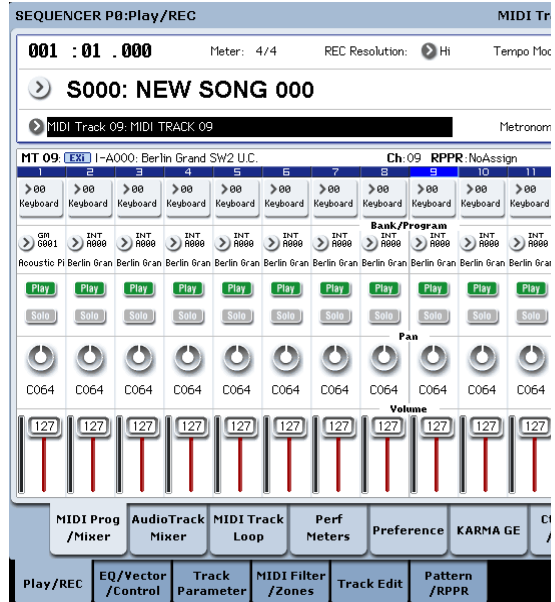 SEQUENCER P0:Play/REC MIDI Tra
001 :01 .000 Meter: 4/4 REC Resolution: Hi Tempo Mod
S000: NEW SONG 000
MIDI Track 09: MIDI TRACK 09 Metronom
MT 09: EXi I-A000: Berlin Grand SW2 U.C. Ch:09 RPPR:NoAssign
1 2 3 4 5 6 7 8 9 10 11
00 00 00 00 00 00 00 00 00 00 00
Keyboard Keyboard Keyboard Keyboard Keyboard Keyboard Keyboard Keyboard Keyboard Keyboard Keyboard
Bank/Program
GM INT INT INT INT INT INT INT INT INT INT
G001 A000 A000 A000 A000 A000 A000 A000 A000 A000 A000
Acoustic Pi Berlin Gran Berlin Gran Berlin Gran Berlin Gran Berlin Gran Berlin Gran Berlin Gran Berlin Gran Berlin Gran Berlin Gran
Play Play Play Play Play Play Play Play Play Play Play
Solo Solo Solo Solo Solo Solo Solo Solo Solo Solo Solo
Pan
C064 C064 C064 C064 C064 C064 C064 C064 C064 C064 C064
Volume
127 127 127 127 127 127 127 127 127 127 127
MIDI Prog AudioTrack MIDI Track Perf Preference KARMA GE
/Mixer Mixer Loop Meters
Play/REC EQ/Vector Track MIDI Filter Track Edit Pattern
/Control Parameter /Zones /RPPR